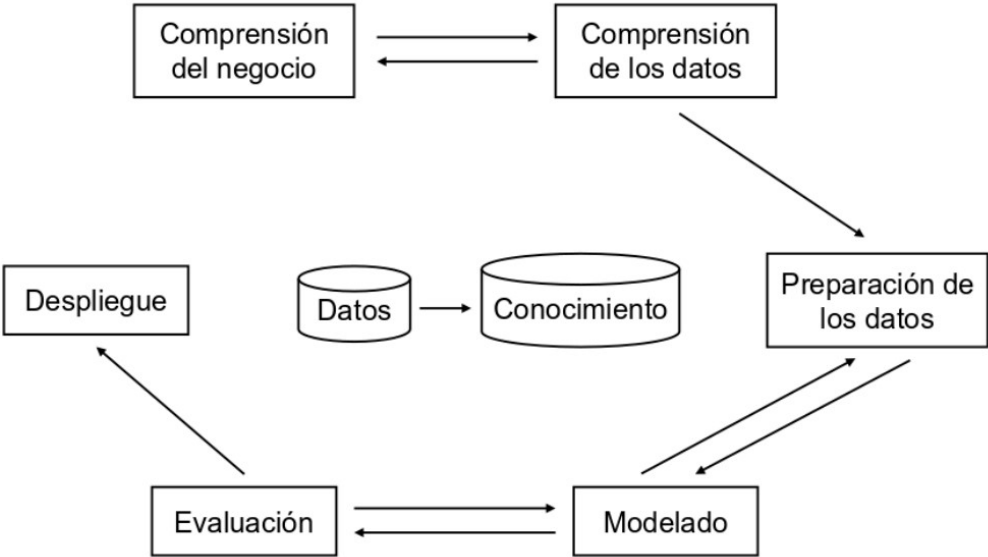 Comprensión
del negocio
Comprensión
de los datos
Despliegue
Datos
Conocimiento
Preparación de
los datos
Evaluación
Modelado